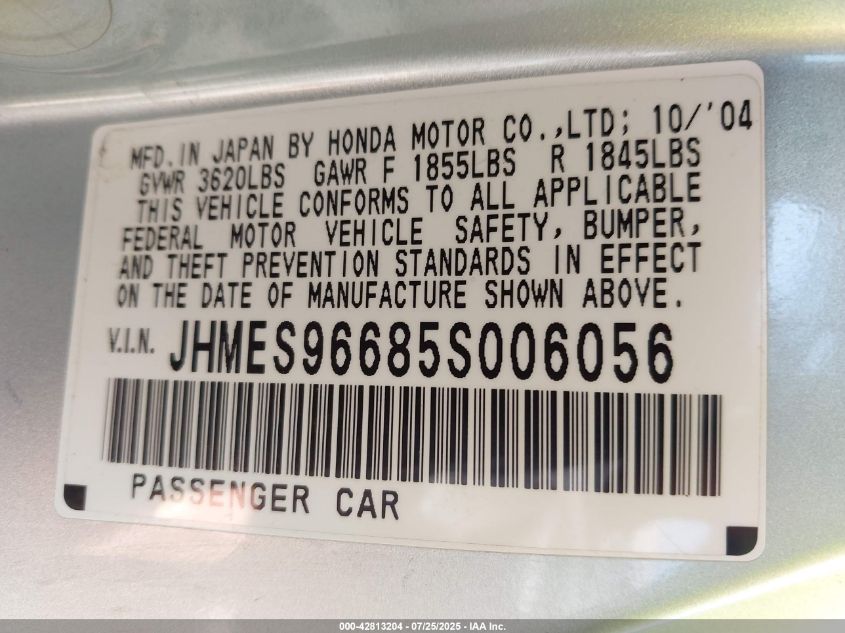 MFD. IN JAPAN BY HONDA MOTOR CO.,LTD; 10/'04
GVWR 3620LBS GAWR F 1855LBS R 1845LBS
THIS VEHICLE CONFORMS TO ALL APPLICABLE
FEDERAL MOTOR VEHICLE SAFETY, BUMPER,
AND THEFT PREVENTION STANDARDS IN EFFECT
ON THE DATE OF MANUFACTURE SHOWN ABOVE.
V.I.N. JHMES96685S006056
PASSENGER CAR
000-42813204 | 07/25/2025 | IAA Inc.